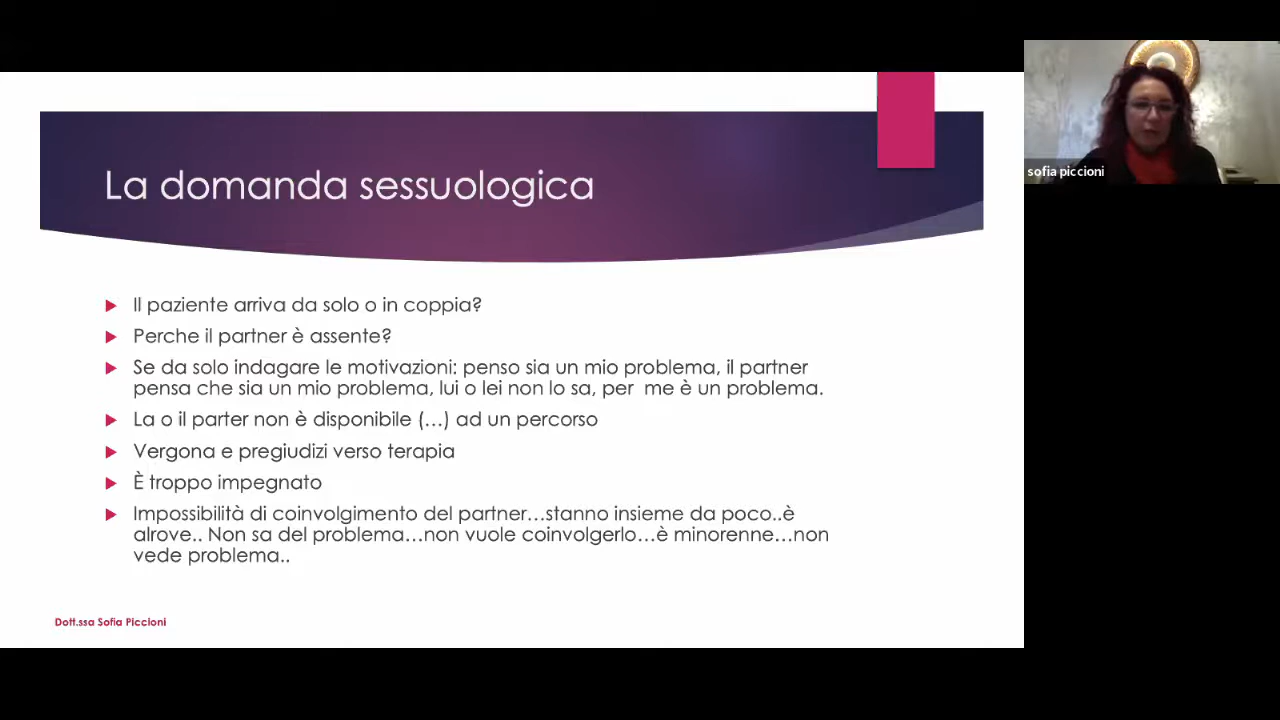 La domanda sessuologica
Il paziente arriva da solo o in coppia?
Perche il partner è assente?
Se da solo indagare le motivazioni: penso sia un mio problema, il partner
pensa che sia un mio problema, lui o lei non lo sa, per me è un problema.
La o il parter non è disponibile (…) ad un percorso
Vergona e pregiudizi verso terapia
È troppo impegnato
Impossibilità di coinvolgimento del partner…stanno insieme da poco..è
alrove.. Non sa del problema…non vuole coinvolgerlo…è minorenne…non
vede problema..
Dott.ssa Sofia Piccioni
sofia piccioni